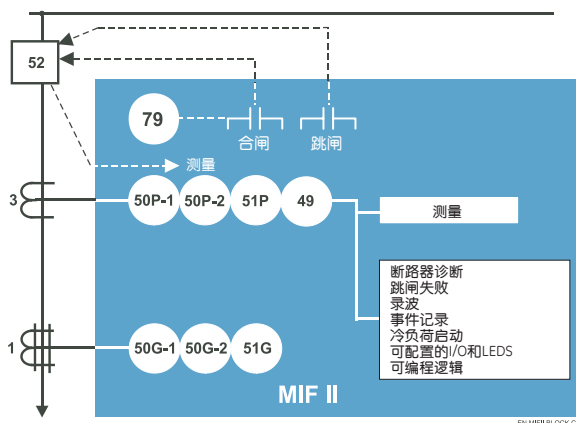 52
79
合闸
跳闸
测量
3
50P-1
50P-2
51P
49
测量
断路器诊断
跳闸失败
录波
事件记录
冷负荷启动
可配置的I/O和LEDS
可编程逻辑
1
50G-1
50G-2
51G
MIF II